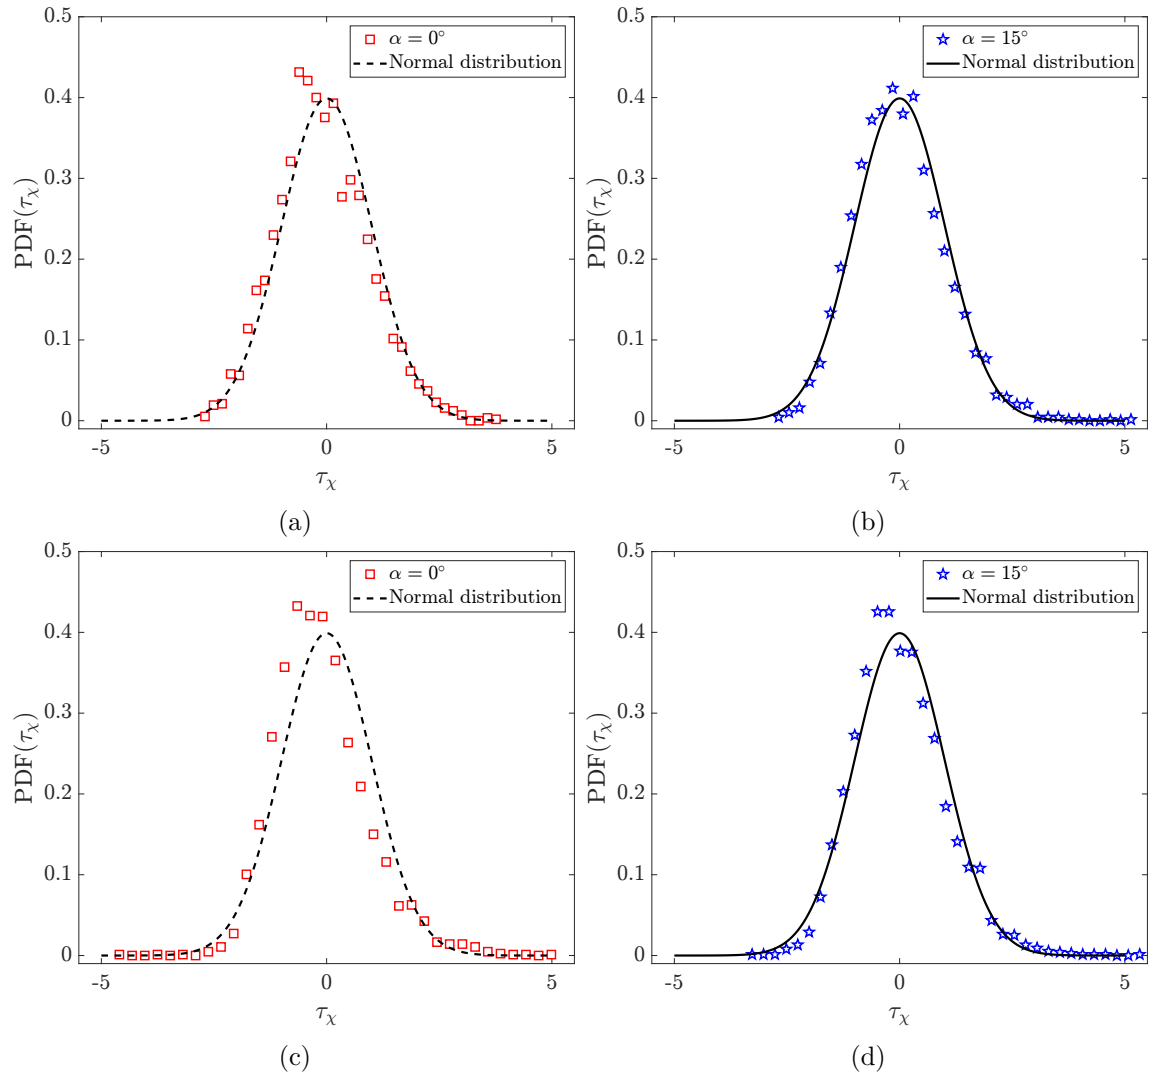 0.5
0.4
0.3
0.2
0.1
0
PDF(τχ)
α = 0°
Normal distribution
-5 0 5
τχ
(a)
0.5
0.4
0.3
0.2
0.1
0
PDF(τχ)
α = 15°
Normal distribution
-5 0 5
τχ
(b)
0.5
0.4
0.3
0.2
0.1
0
PDF(τχ)
α = 0°
Normal distribution
-5 0 5
τχ
(c)
0.5
0.4
0.3
0.2
0.1
0
PDF(τχ)
α = 15°
Normal distribution
-5 0 5
τχ
(d)